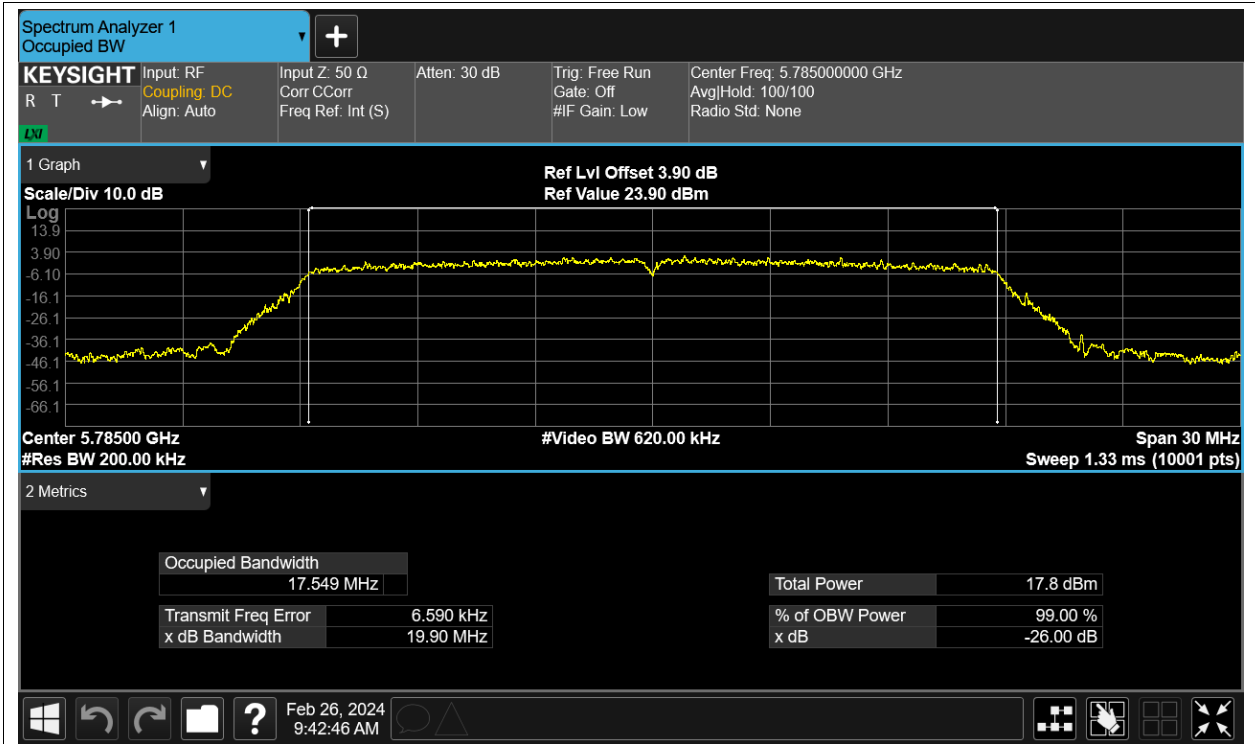 Spectrum Analyzer 1
Occupied BW
KEYSIGHT
R T
LXI
Input: RF
Coupling: DC
Align: Auto
Input Z: 50 Ω
Corr CCorr
Freq Ref: Int (S)
Atten: 30 dB
Trig: Free Run
Gate: Off
#IF Gain: Low
Center Freq: 5.785000000 GHz
Avg|Hold: 100/100
Radio Std: None
1 Graph
Scale/Div 10.0 dB
Ref Lvl Offset 3.90 dB
Ref Value 23.90 dBm
Log
13.9
3.90
-6.10
-16.1
-26.1
-36.1
-46.1
-56.1
-66.1
Center 5.78500 GHz
#Video BW 620.00 kHz
Span 30 MHz
#Res BW 200.00 kHz
Sweep 1.33 ms (10001 pts)
2 Metrics
Occupied Bandwidth
17.549 MHz
Transmit Freq Error 6.590 kHz
x dB Bandwidth 19.90 MHz
Total Power 17.8 dBm
% of OBW Power 99.00 %
x dB -26.00 dB
?
Feb 26, 2024
9:42:46 AM